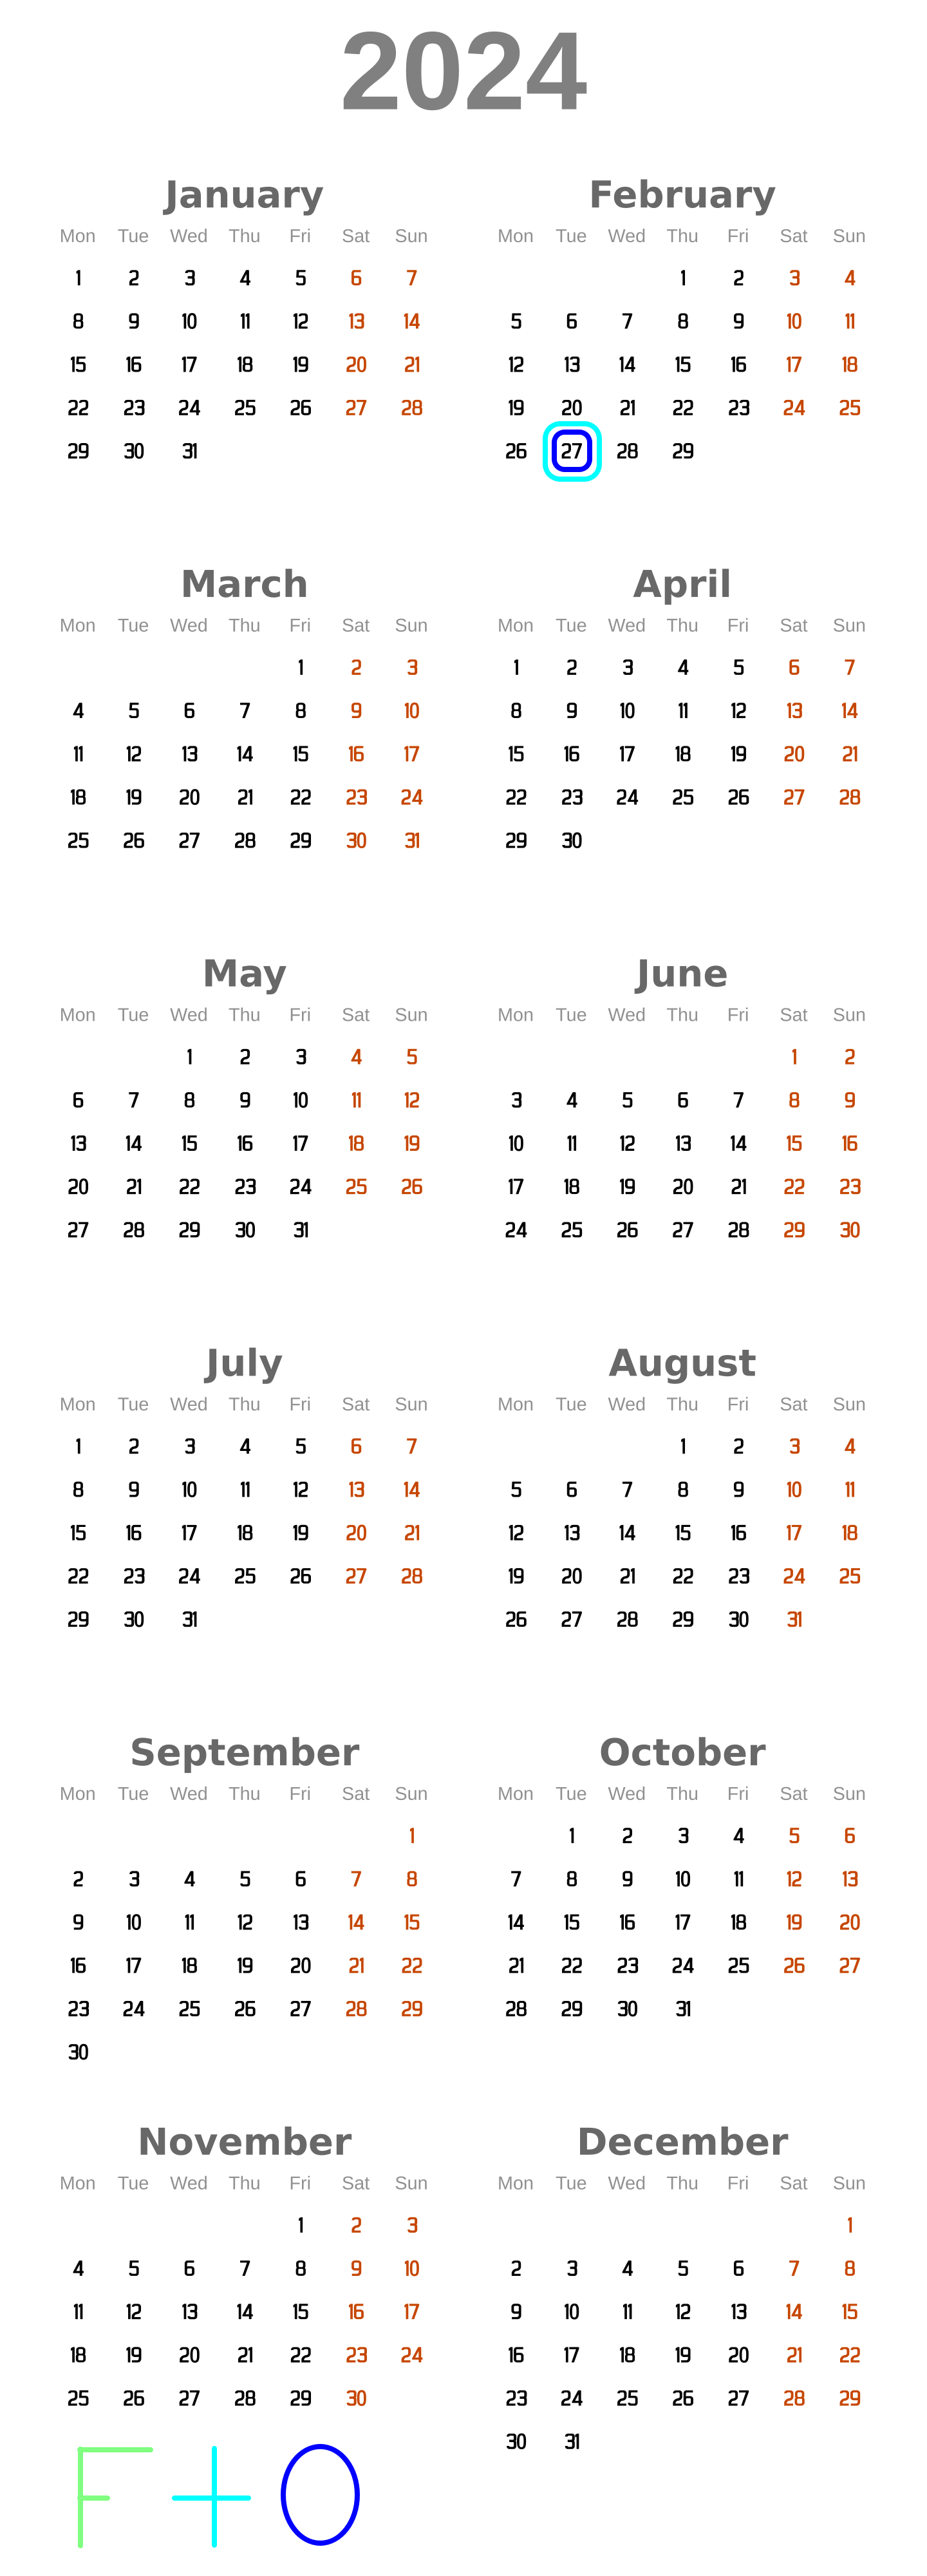 2024
January
Mon Tue Wed Thu Fri Sat Sun
1 2 3 4 5 6 7
8 9 10 11 12 13 14
15 16 17 18 19 20 21
22 23 24 25 26 27 28
29 30 31
February
Mon Tue Wed Thu Fri Sat Sun
1 2 3 4
5 6 7 8 9 10 11
12 13 14 15 16 17 18
19 20 21 22 23 24 25
26 27 28 29
March
Mon Tue Wed Thu Fri Sat Sun
1 2 3
4 5 6 7 8 9 10
11 12 13 14 15 16 17
18 19 20 21 22 23 24
25 26 27 28 29 30 31
April
Mon Tue Wed Thu Fri Sat Sun
1 2 3 4 5 6 7
8 9 10 11 12 13 14
15 16 17 18 19 20 21
22 23 24 25 26 27 28
29 30
May
Mon Tue Wed Thu Fri Sat Sun
1 2 3 4 5
6 7 8 9 10 11 12
13 14 15 16 17 18 19
20 21 22 23 24 25 26
27 28 29 30 31
June
Mon Tue Wed Thu Fri Sat Sun
1 2
3 4 5 6 7 8 9
10 11 12 13 14 15 16
17 18 19 20 21 22 23
24 25 26 27 28 29 30
July
Mon Tue Wed Thu Fri Sat Sun
1 2 3 4 5 6 7
8 9 10 11 12 13 14
15 16 17 18 19 20 21
22 23 24 25 26 27 28
29 30 31
August
Mon Tue Wed Thu Fri Sat Sun
1 2 3 4
5 6 7 8 9 10 11
12 13 14 15 16 17 18
19 20 21 22 23 24 25
26 27 28 29 30 31
September
Mon Tue Wed Thu Fri Sat Sun
1
2 3 4 5 6 7 8
9 10 11 12 13 14 15
16 17 18 19 20 21 22
23 24 25 26 27 28 29
30
October
Mon Tue Wed Thu Fri Sat Sun
1 2 3 4 5 6
7 8 9 10 11 12 13
14 15 16 17 18 19 20
21 22 23 24 25 26 27
28 29 30 31
November
Mon Tue Wed Thu Fri Sat Sun
1 2 3
4 5 6 7 8 9 10
11 12 13 14 15 16 17
18 19 20 21 22 23 24
25 26 27 28 29 30
December
Mon Tue Wed Thu Fri Sat Sun
1
2 3 4 5 6 7 8
9 10 11 12 13 14 15
16 17 18 19 20 21 22
23 24 25 26 27 28 29
30 31
F + O